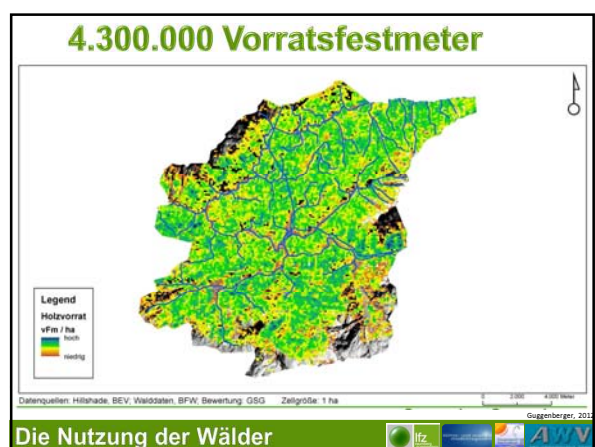 4.300.000 Vorratsfestmeter
Legend
Holzvorrat
vFm / ha
hoch
niedrig
Datenquellen: Hillshade, BEV; Walddaten, BFW; Bewertung: GSG Zellgröße: 1 ha
0 2.000 4.000 Meter
Guggenberger, 2012
Die Nutzung der Wälder
lfz
AWV